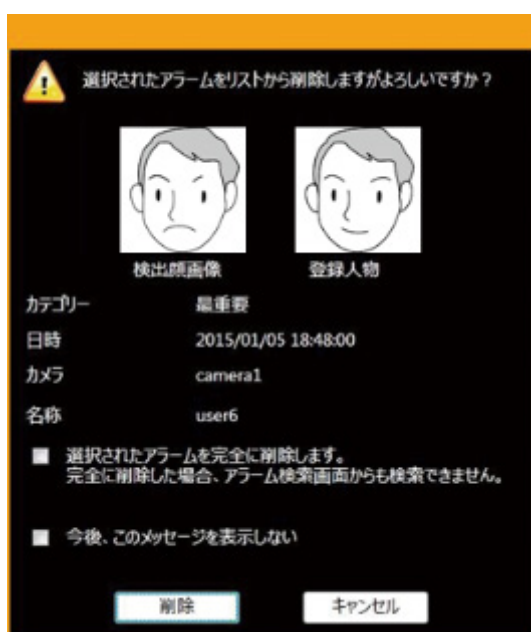 選択されたアラームをリストから削除しますがよろしいですか？
検出顔画像 登録人物
カテゴリー 最重要
日時 2015/01/05 18:48:00
カメラ camera1
名称 user6
選択されたアラームを完全に削除します。
完全に削除した場合、アラーム検索画面からも検索できません。
今後、このメッセージを表示しない
削除 キャンセル